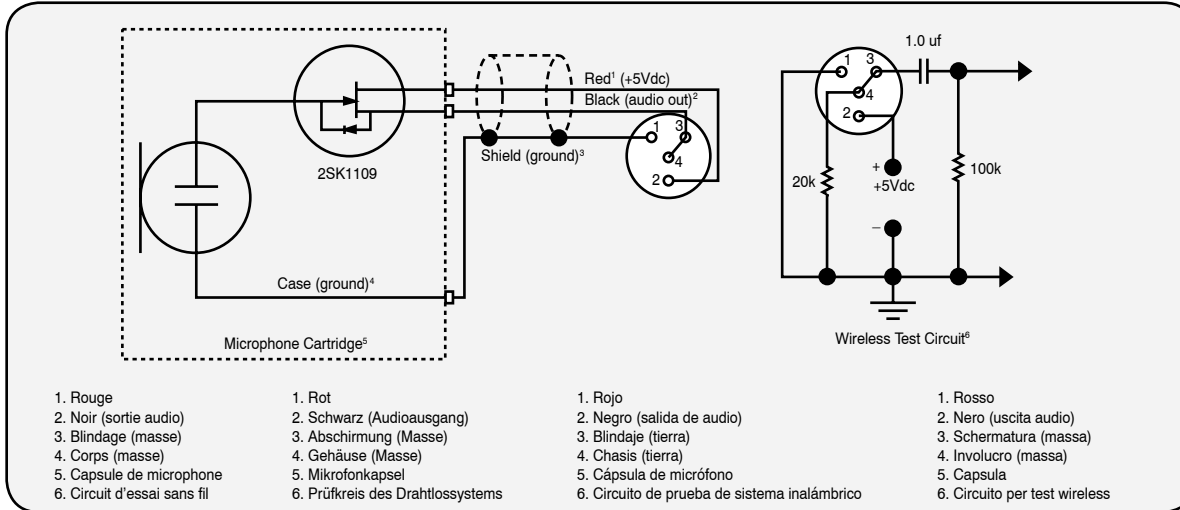 1.0 uf
Red¹ (+5Vdc)
Black (audio out)²
1
3
4
2
Shield (ground)³
2SK1109
1
3
4
2
20k
+
+5Vdc
–
100k
Case (ground)⁴
Microphone Cartridge⁵
Wireless Test Circuit⁶
1. Rouge
2. Noir (sortie audio)
3. Blindage (masse)
4. Corps (masse)
5. Capsule de microphone
6. Circuit d'essai sans fil
1. Rot
2. Schwarz (Audioausgang)
3. Abschirmung (Masse)
4. Gehäuse (Masse)
5. Mikrofonkapsel
6. Prüfkreis des Drahtlossystems
1. Rojo
2. Negro (salida de audio)
3. Blindaje (tierra)
4. Chasis (tierra)
5. Cápsula de micrófono
6. Circuito de prueba de sistema inalámbrico
1. Rosso
2. Nero (uscita audio)
3. Schermatura (massa)
4. Involucro (massa)
5. Capsula
6. Circuito per test wireless